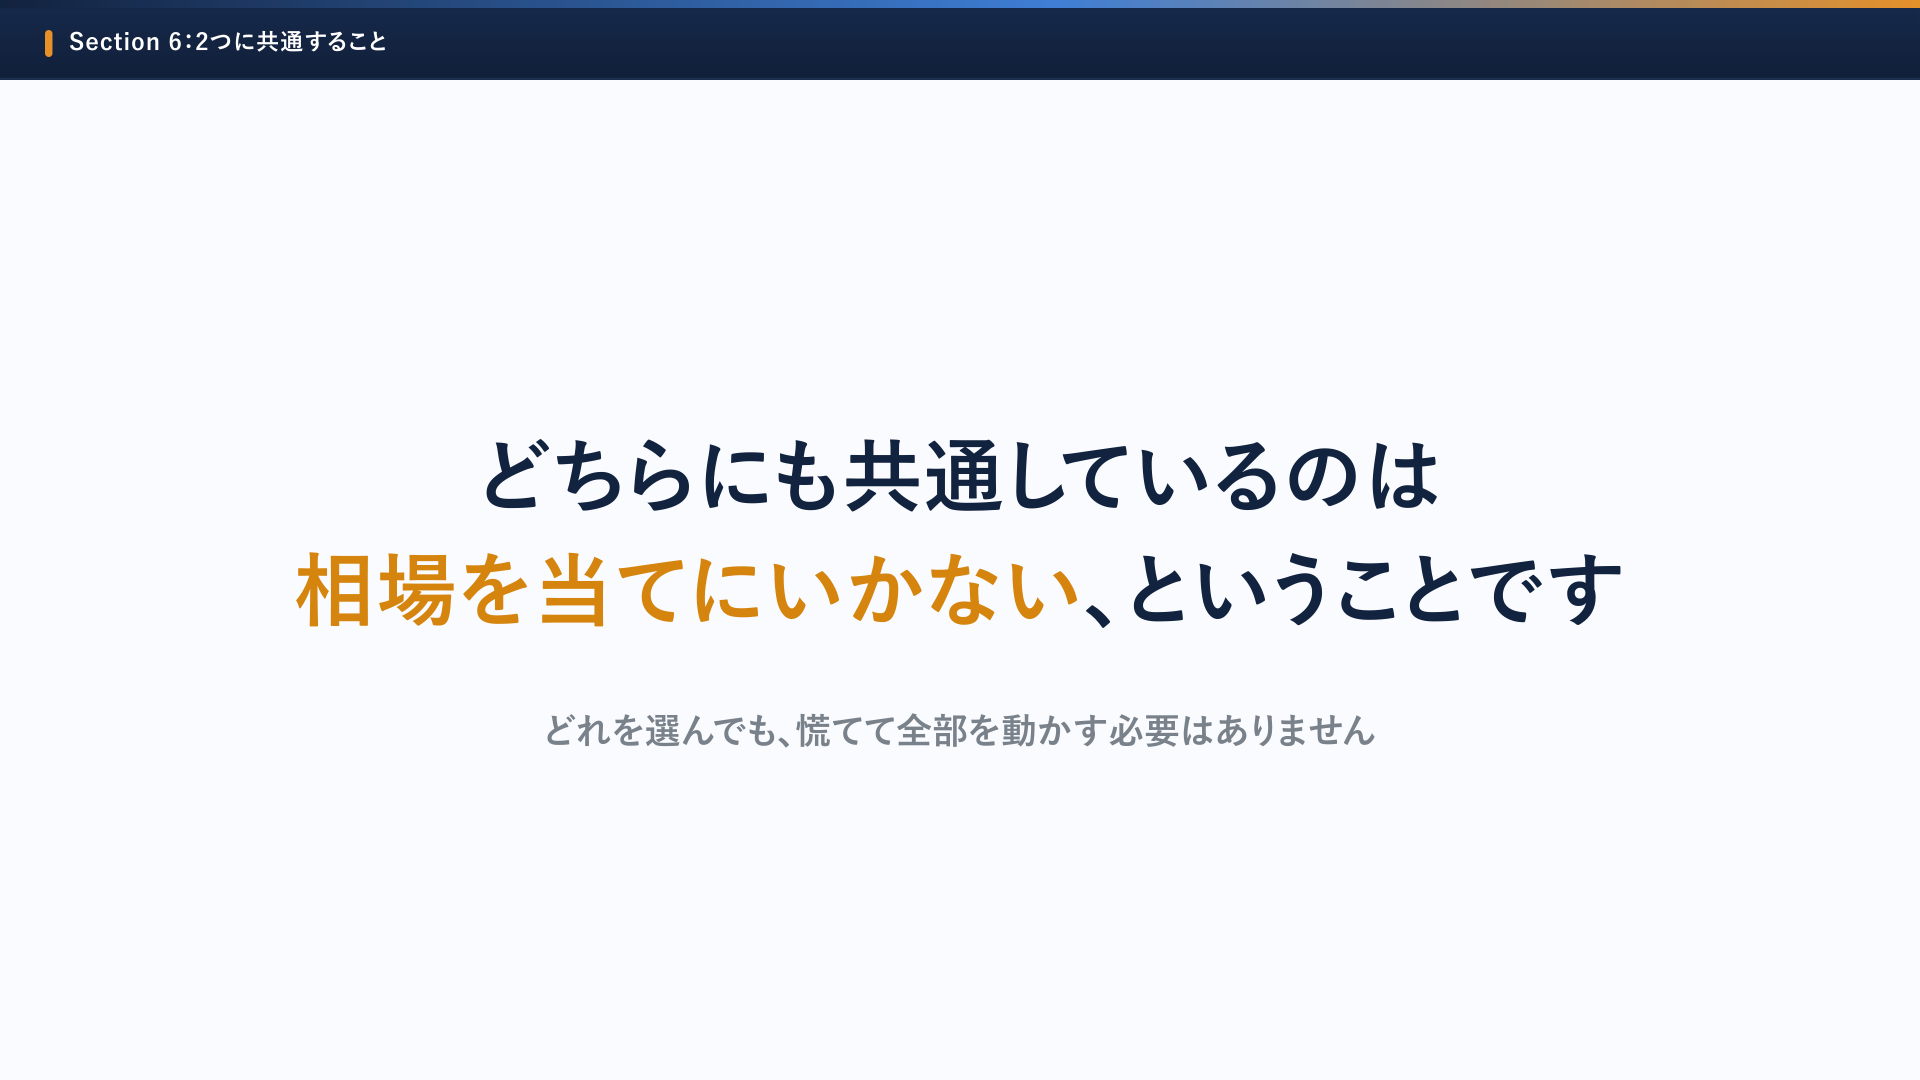 Section 6：2つに共通すること
どちらにも共通しているのは
相場を当てにいかない、ということです
どれを選んでも、慌てて全部を動かす必要はありません